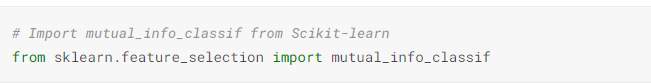 # Import mutual_info_classif from Scikit-learn
from sklearn.feature_selection import mutual_info_classif